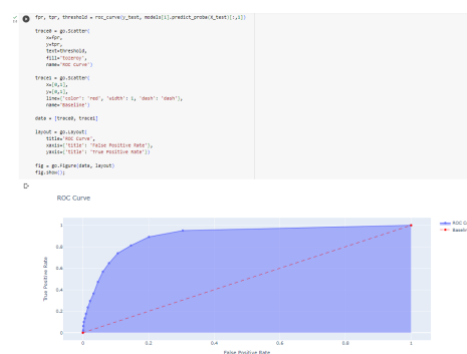 fpr, tpr, threshold = roc_curve(y_test, models[1].predict_proba(X_test)[:,1])
trace0 = go.Scatter(
x=fpr,
y=tpr,
text=threshold,
fill='tozeroy',
name='ROC Curve')
trace1 = go.Scatter(
x=[0,1],
y=[0,1],
line={'color': 'red', 'width': 1, 'dash': 'dash'},
name='Baseline')
data = [trace0, trace1]
layout = go.Layout(
title='ROC Curve',
xaxis={'title': 'False Positive Rate'},
yaxis={'title': 'True Positive Rate'})
fig = go.Figure(data, layout)
fig.show();
ROC Curve
ROC C
Baselin
1
0.8
0.6
0.4
0.2
0
True Positive Rate
0 0.2 0.4 0.6 0.8 1
False Positive Rate